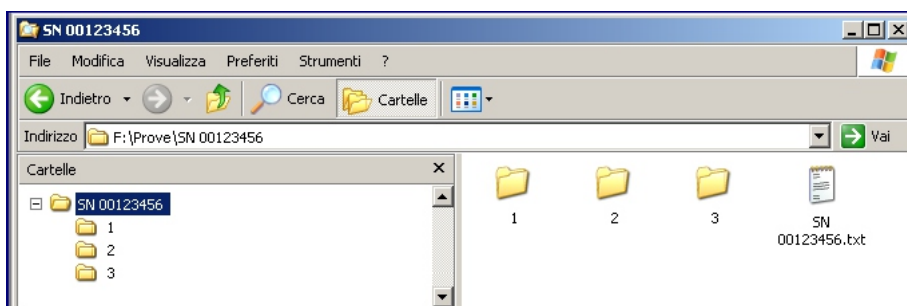 SN 00123456
File Modifica Visualizza Preferiti Strumenti ?
Indietro Cerca Cartelle
Indirizzo F:\Prove\SN 00123456 Vai
Cartelle
SN 00123456
1
2
3
1 2 3 SN
00123456.txt